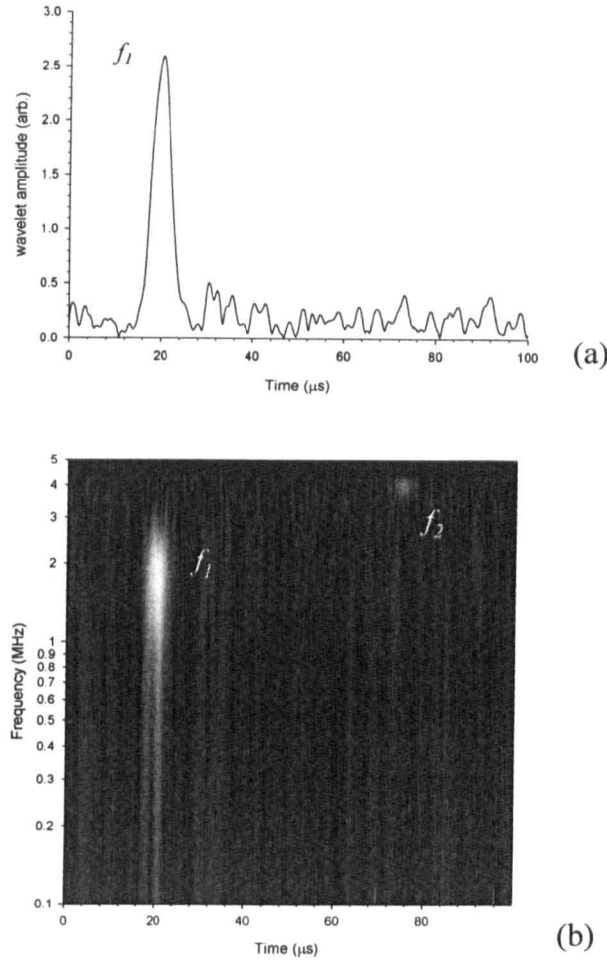 f1
wavelet amplitude (arb.)
3.0
2.5
2.0
1.5
1.0
0.5
0.0
0 20 40 60 80 100
Time (μs)
(a)
Frequency (MHz)
5
4
3
2
1
0.9
0.8
0.7
0.6
0.5
0.4
0.3
0.2
0.1
f1
f2
0 20 40 60 80
Time (μs)
(b)